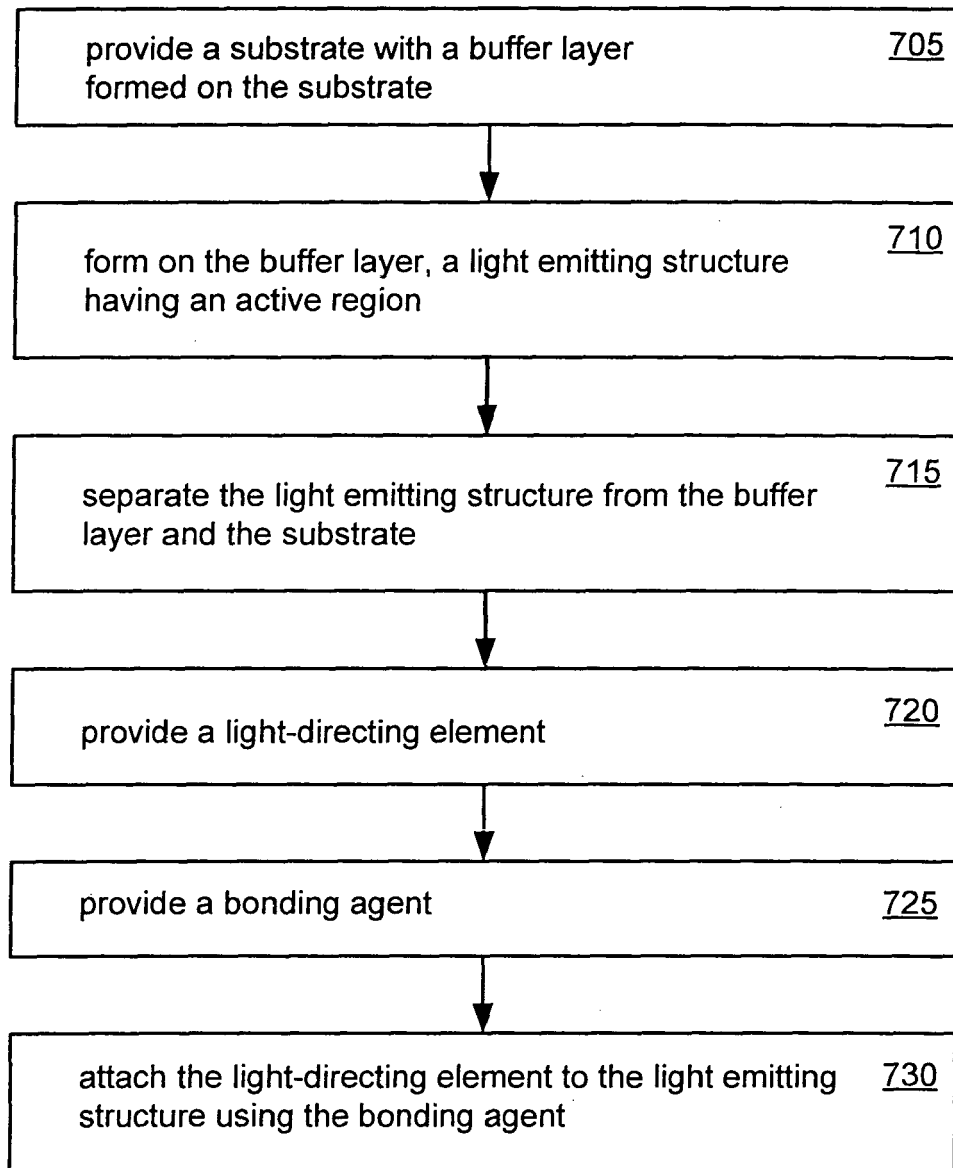 705
provide a substrate with a buffer layer
formed on the substrate
710
form on the buffer layer, a light emitting structure
having an active region
715
separate the light emitting structure from the buffer
layer and the substrate
720
provide a light-directing element
provide a bonding agent 725
attach the light-directing element to the light emitting 730
structure using the bonding agent